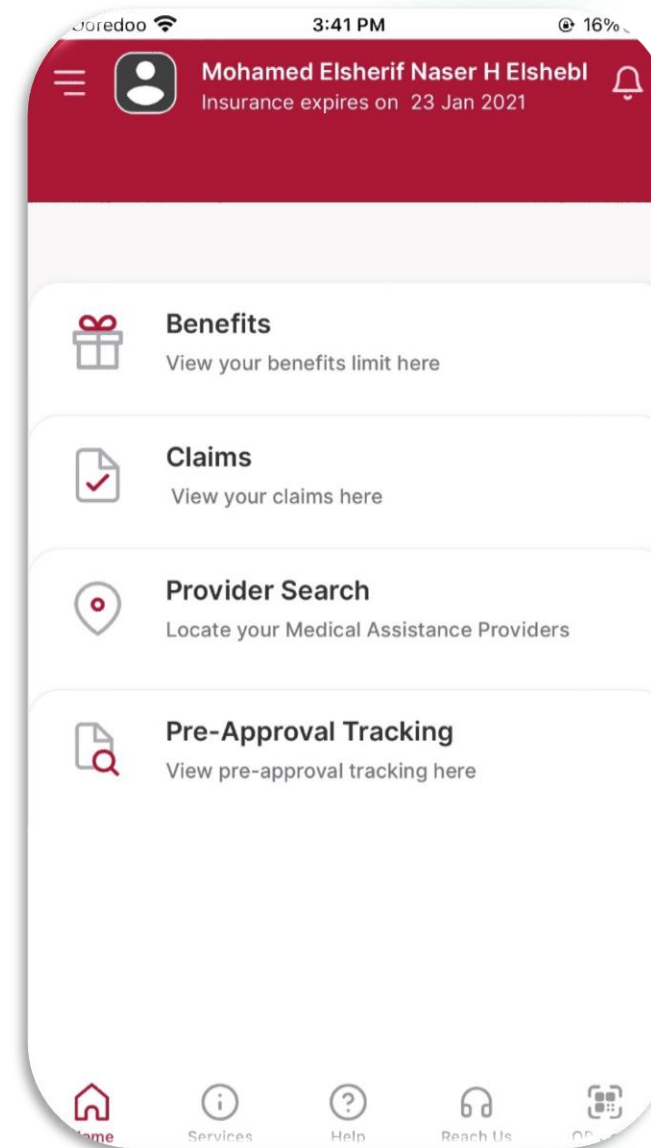 Ooredoo 3:41 PM 16%
Mohamed Elsherif Naser H Elshebl
Insurance expires on 23 Jan 2021
Benefits
View your benefits limit here
Claims
View your claims here
Provider Search
Locate your Medical Assistance Providers
Pre-Approval Tracking
View pre-approval tracking here
Home Services Help Reach Us